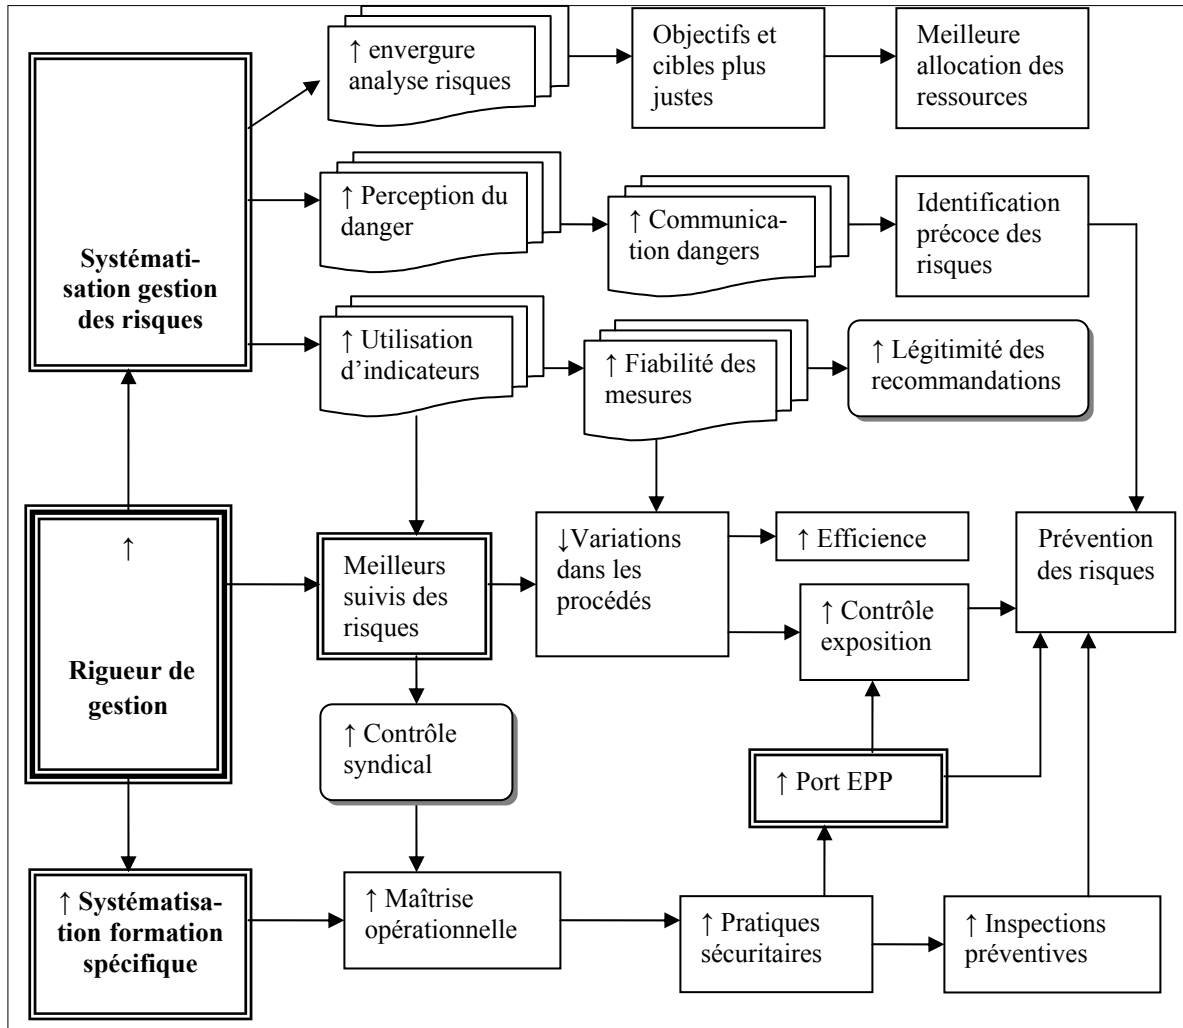 ↑ envergure
analyse risques
Objectifs et
cibles plus
justes
Meilleure
allocation des
ressources
Systémati-
sation gestion
des risques
↑ Perception du
danger
↑ Communica-
tion dangers
Identification
précoce des
risques
↑ Utilisation
d’indicateurs
↑ Fiabilité des
mesures
↑ Légitimité des
recommandations
↑
Rigueur de
gestion
Meilleurs
suivis des
risques
↓Variations
dans les
procédés
↑ Efficience
Prévention
des risques
↑ Contrôle
exposition
↑ Contrôle
syndical
↑ Port EPP
↑ Systématisa-
tion formation
spécifique
↑ Maîtrise
opérationnelle
↑ Pratiques
sécuritaires
↑ Inspections
préventives